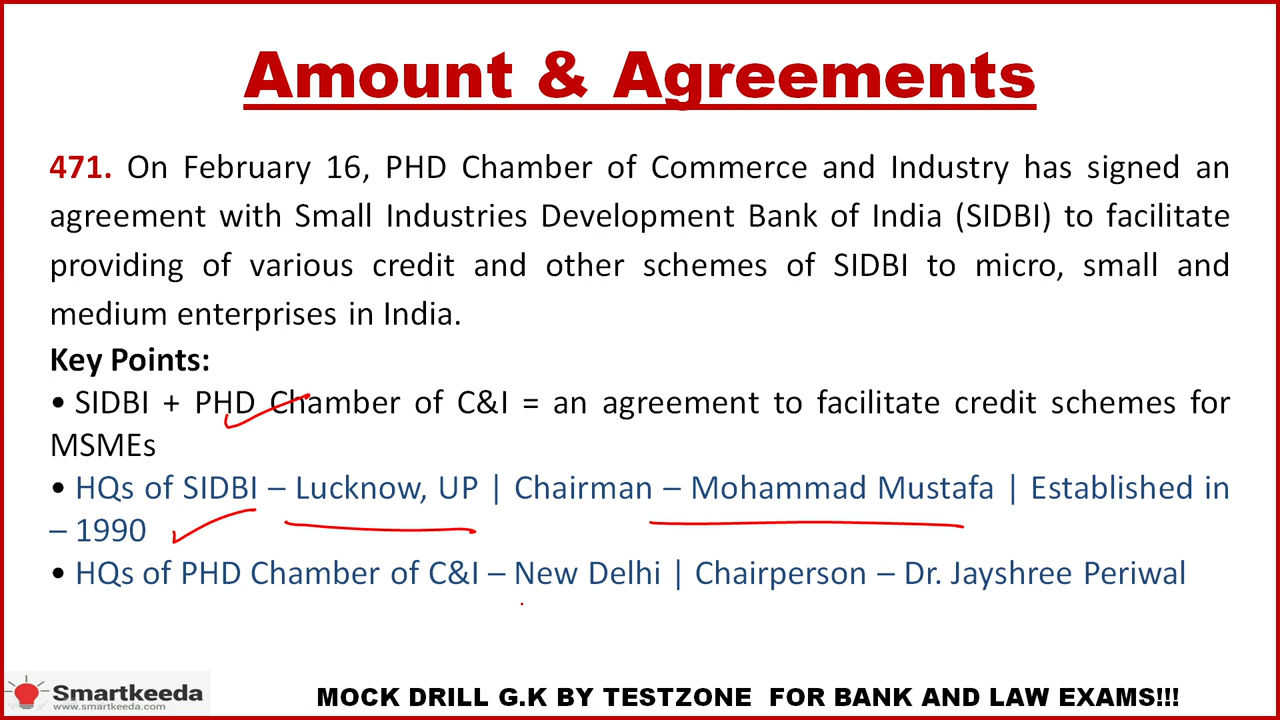 Amount & Agreements
471. On February 16, PHD Chamber of Commerce and Industry has signed an
agreement with Small Industries Development Bank of India (SIDBI) to facilitate
providing of various credit and other schemes of SIDBI to micro, small and
medium enterprises in India.
Key Points:
• SIDBI + PHD Chamber of C&I = an agreement to facilitate credit schemes for
MSMEs
• HQs of SIDBI – Lucknow, UP | Chairman – Mohammad Mustafa | Established in
– 1990
• HQs of PHD Chamber of C&I – New Delhi | Chairperson – Dr. Jayshree Periwal
Smartkeeda
www.smartkeeda.com
MOCK DRILL G.K BY TESTZONE FOR BANK AND LAW EXAMS!!!